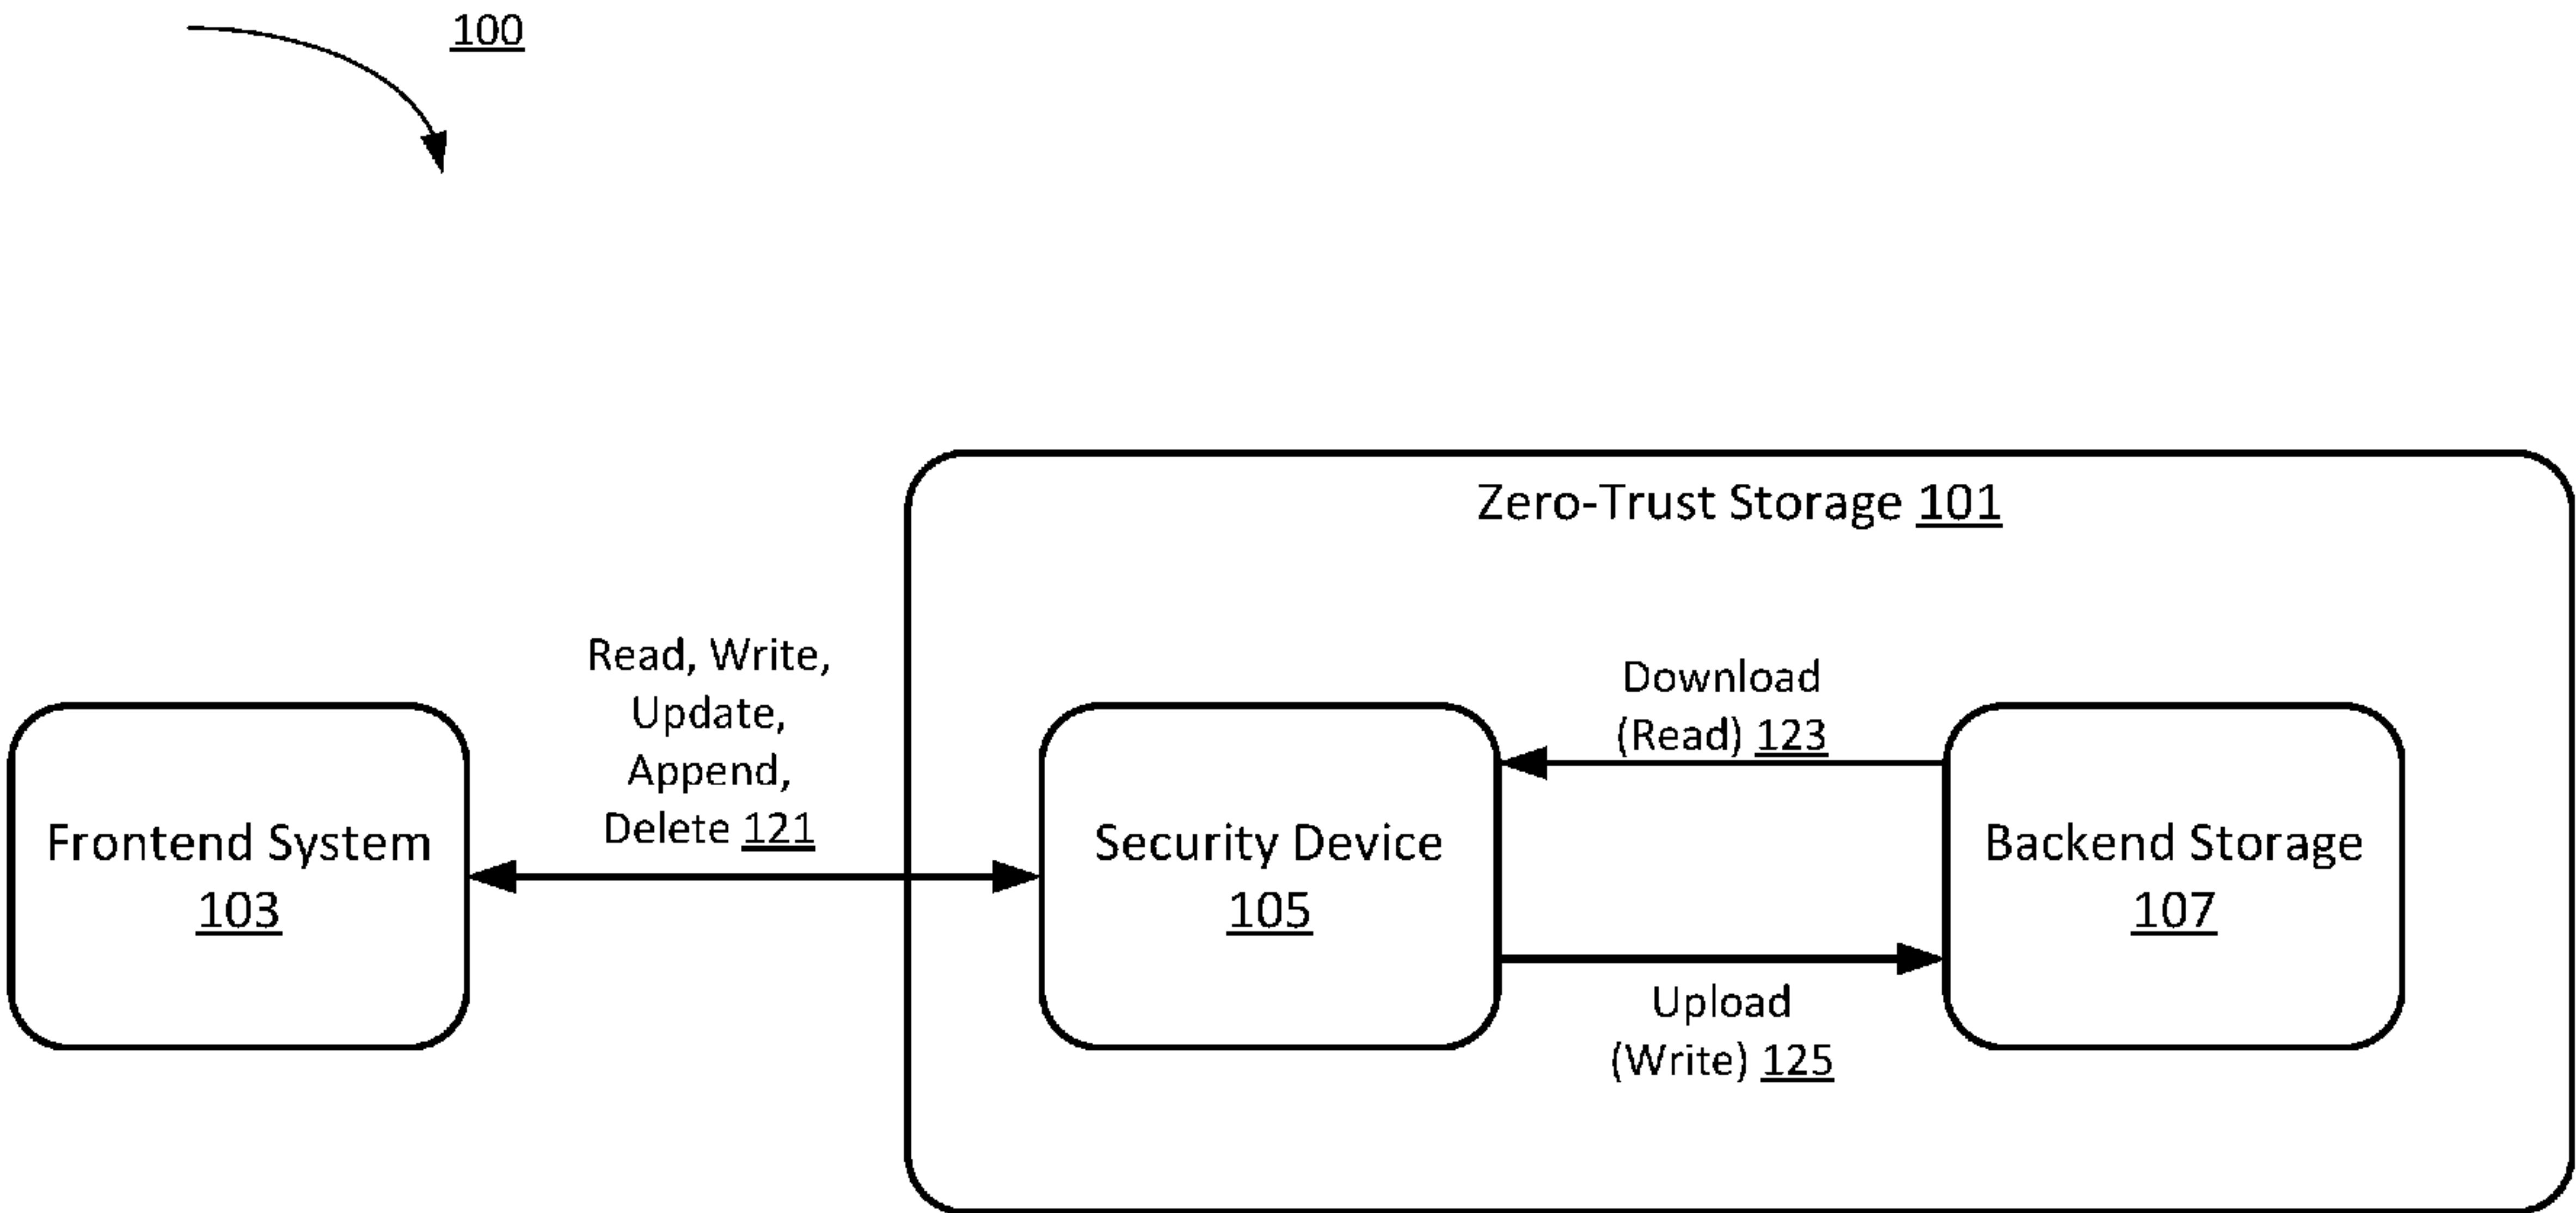 100
Zero-Trust Storage 101
Read, Write,
Update,
Append,
Delete 121
Frontend System
103
Security Device
105
Download
(Read) 123
Upload
(Write) 125
Backend Storage
107